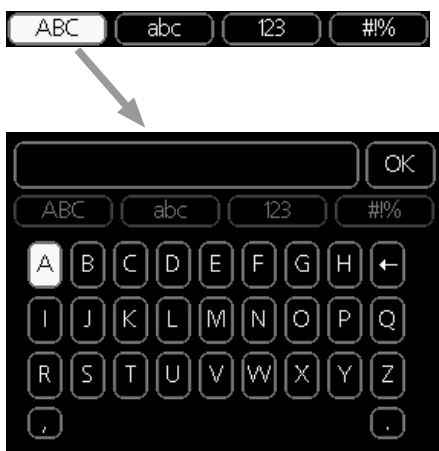 ABC abc 123 #!%
OK
ABC abc 123 #!%
A B C D E F G H ←
I J K L M N O P Q
R S T U V W X Y Z
, .